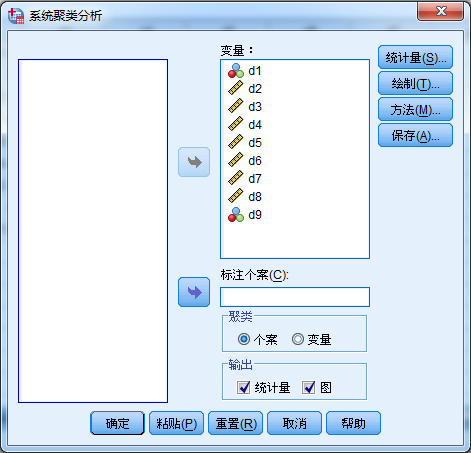 系统聚类分析
变量：
d1
d2
d3
d4
d5
d6
d7
d8
d9
统计量(S)...
绘制(T)...
方法(M)...
保存(A)...
标注个案(C):
聚类
个案
变量
输出
统计量
图
确定
粘贴(P)
重置(R)
取消
帮助